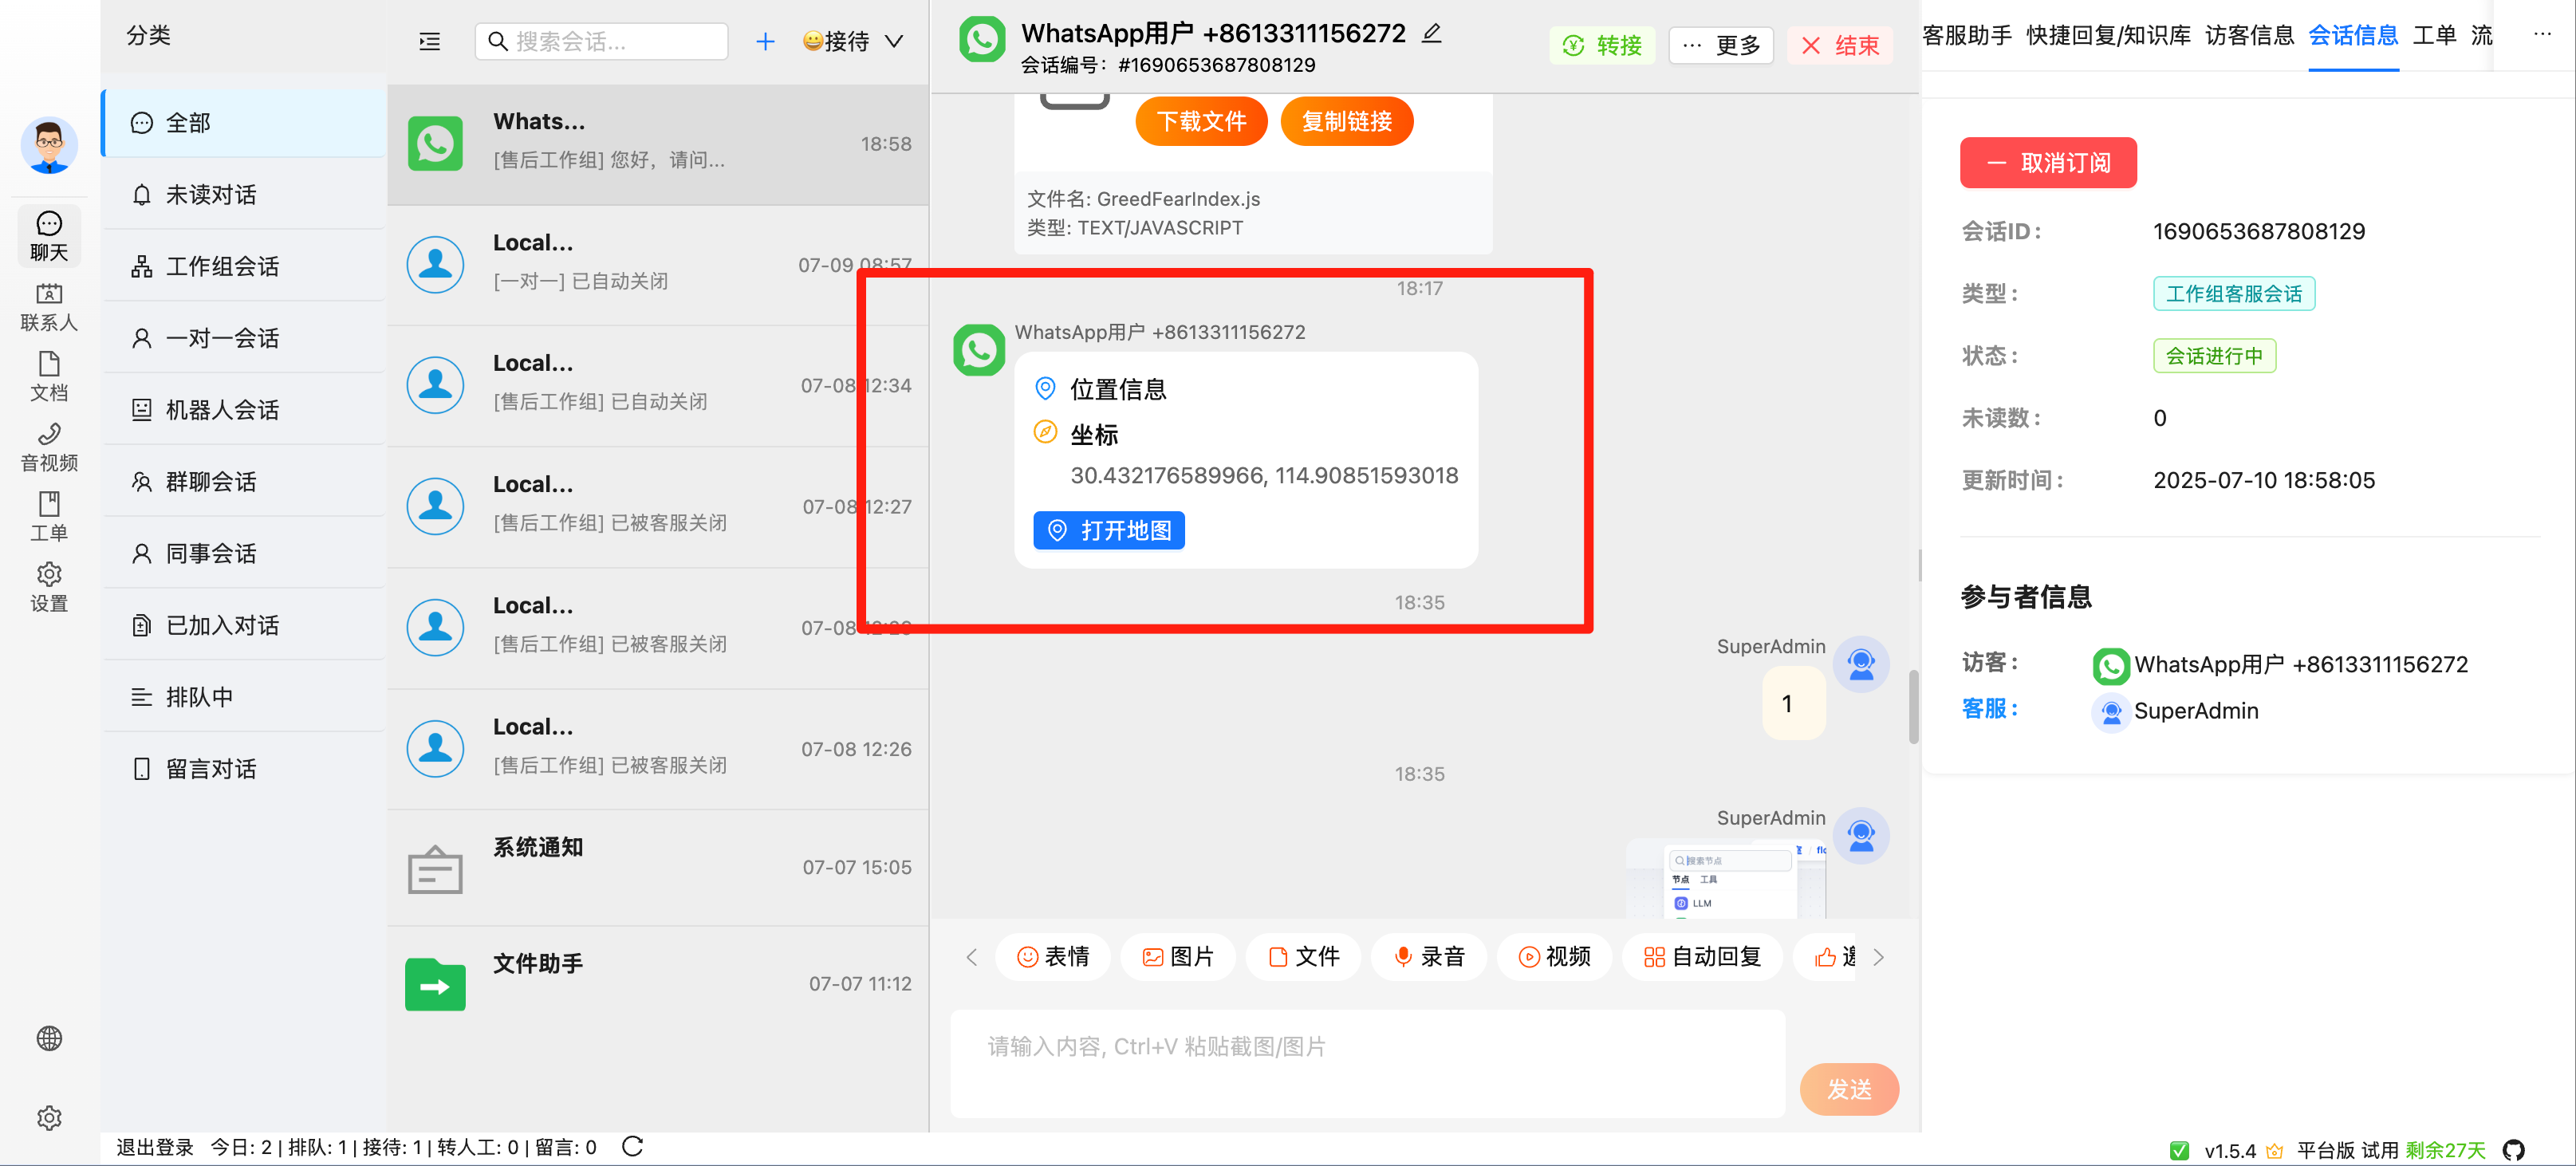 聊天
联系人
文档
音视频
工单
设置
分类
全部
未读对话
工作组会话
一对一会话
机器人会话
群聊会话
同事会话
已加入对话
排队中
留言对话
搜索会话...
😀接待
Whats...
18:58
[售后工作组] 您好，请问...
Local...
07-09 08:57
[一对一] 已自动关闭
Local...
07-08 12:34
[售后工作组] 已自动关闭
Local...
07-08 12:27
[售后工作组] 已被客服关闭
Local...
07-08
[售后工作组] 已被客服关闭
Local...
07-08 12:26
[售后工作组] 已被客服关闭
系统通知
07-07 15:05
文件助手
07-07 11:12
WhatsApp用户 +8613311156272
会话编号：#1690653687808129
转接
··· 更多
结束
下载文件
复制链接
文件名: GreedFearIndex.js
类型: TEXT/JAVASCRIPT
18:17
WhatsApp用户 +8613311156272
位置信息
坐标
30.432176589966, 114.90851593018
打开地图
18:35
SuperAdmin
1
18:35
SuperAdmin
搜索节点
节点 工具
LLM
表情
图片
文件
录音
视频
自动回复
请输入内容, Ctrl+V 粘贴截图/图片
发送
客服助手 快捷回复/知识库 访客信息 会话信息 工单 流
···
取消订阅
会话ID：
1690653687808129
类型：
工作组客服会话
状态：
会话进行中
未读数：
0
更新时间：
2025-07-10 18:58:05
参与者信息
访客：
WhatsApp用户 +8613311156272
客服：
SuperAdmin
退出登录 今日: 2 | 排队: 1 | 接待: 1 | 转人工: 0 | 留言: 0
v1.5.4 平台版 试用 剩余27天